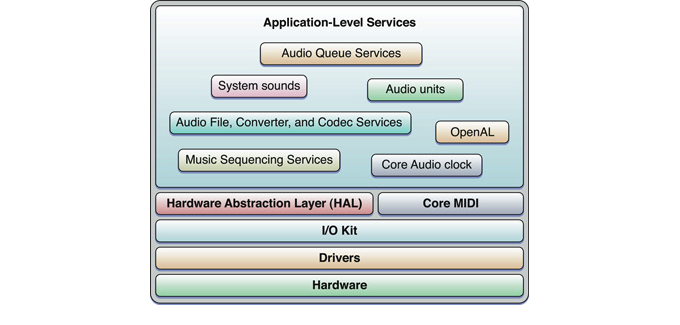 Application-Level Services
Audio Queue Services
System sounds
Audio units
Audio File, Converter, and Codec Services
OpenAL
Music Sequencing Services
Core Audio clock
Hardware Abstraction Layer (HAL)
Core MIDI
I/O Kit
Drivers
Hardware